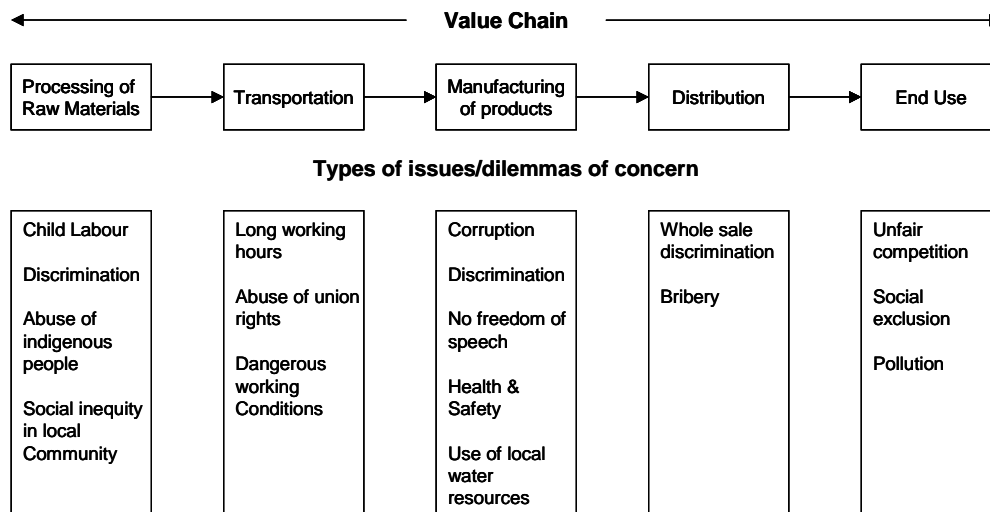 Value Chain
Processing of
Raw Materials
Transportation
Manufacturing
of products
Distribution
End Use
Types of issues/dilemmas of concern
Child Labour
Discrimination
Abuse of
indigenous
people
Social inequity
in local
Community
Long working
hours
Abuse of union
rights
Dangerous
working
Conditions
Corruption
Discrimination
No freedom of
speech
Health &
Safety
Use of local
water
resources
Whole sale
discrimination
Bribery
Unfair
competition
Social
exclusion
Pollution